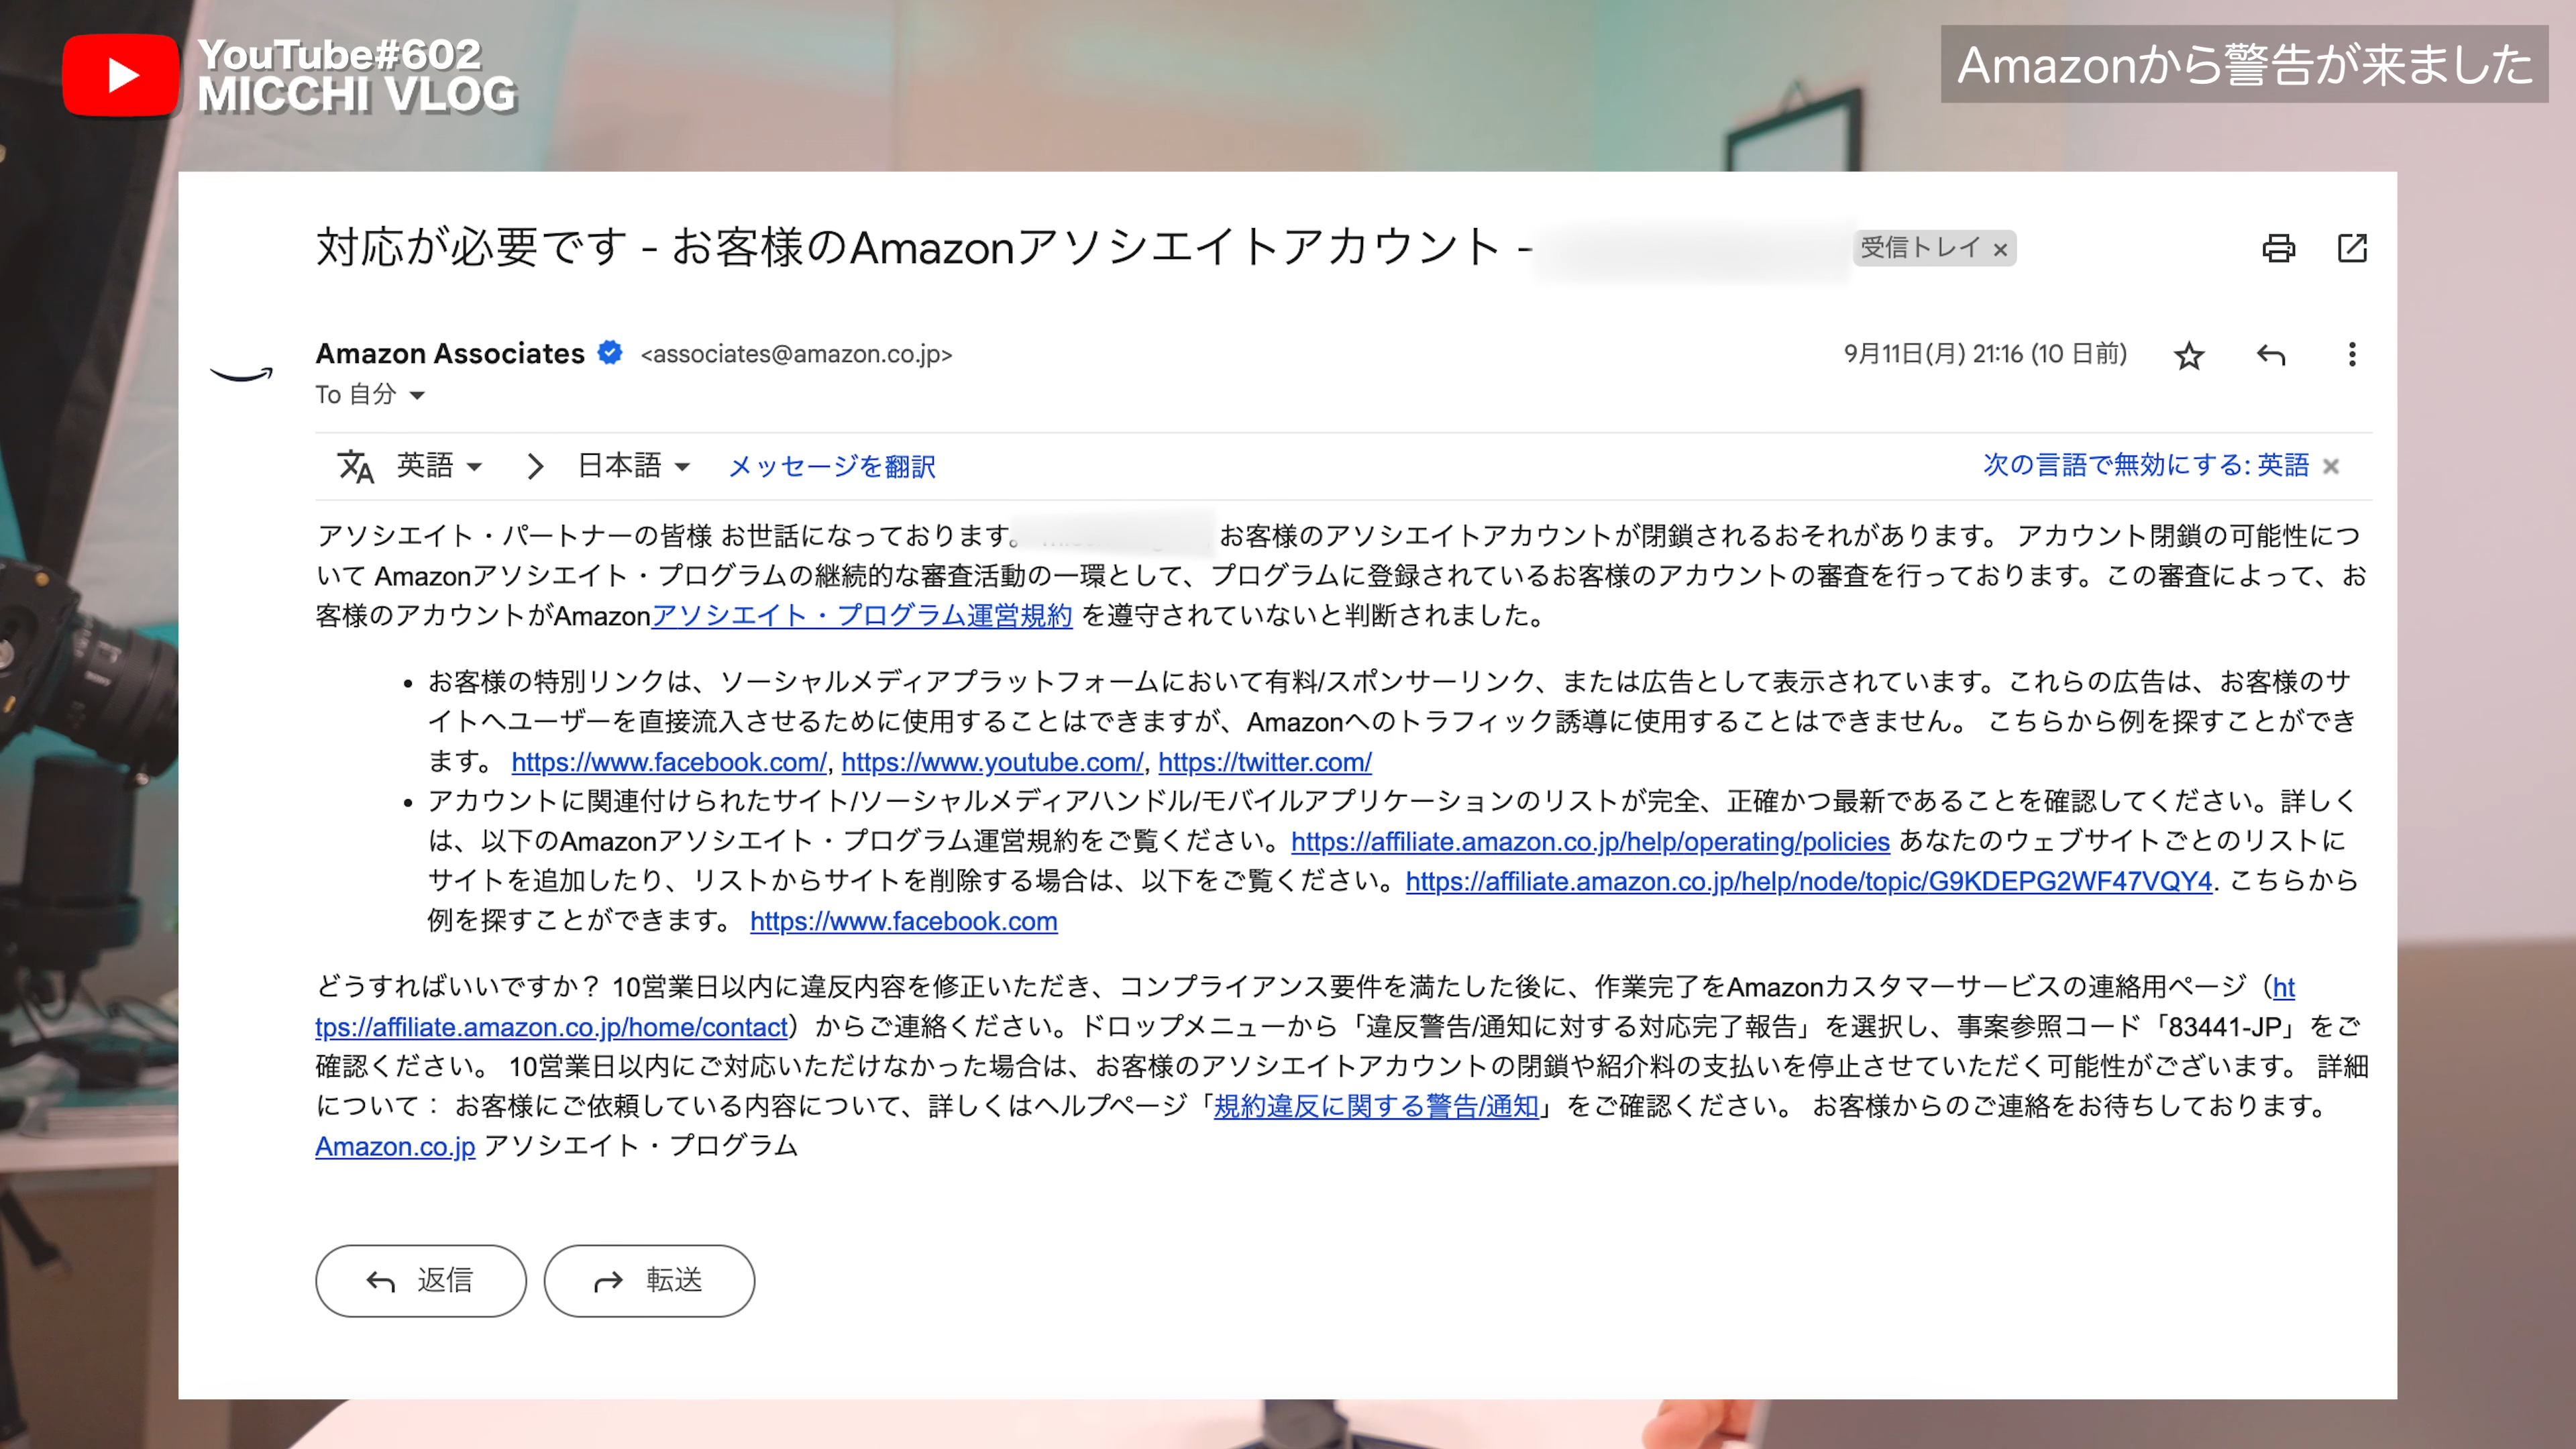 YouTube#602
MICCHI VLOG
Amazonから警告が来ました
対応が必要です - お客様のAmazonアソシエイトアカウント -
受信トレイ ×
Amazon Associates <associates@amazon.co.jp>
9月11日(月) 21:16 (10 日前)
To 自分
英語 > 日本語 メッセージを翻訳
次の言語で無効にする: 英語 ×
アソシエイト・パートナーの皆様 お世話になっております。 お客様のアソシエイトアカウントが閉鎖されるおそれがあります。 アカウント閉鎖の可能性につ
いて Amazonアソシエイト・プログラムの継続的な審査活動の一環として、プログラムに登録されているお客様のアカウントの審査を行っております。この審査によって、お
客様のアカウントがAmazonアソシエイト・プログラム運営規約 を遵守されていないと判断されました。
• お客様の特別リンクは、ソーシャルメディアプラットフォームにおいて有料/スポンサーリンク、または広告として表示されています。これらの広告は、お客様のサ
イトへユーザーを直接流入させるために使用することはできますが、Amazonへのトラフィック誘導に使用することはできません。 こちらから例を探すことができ
ます。 https://www.facebook.com/, https://www.youtube.com/, https://twitter.com/
• アカウントに関連付けられたサイト/ソーシャルメディアハンドル/モバイルアプリケーションのリストが完全、正確かつ最新であることを確認してください。詳しく
は、以下のAmazonアソシエイト・プログラム運営規約をご覧ください。https://affiliate.amazon.co.jp/help/operating/policies あなたのウェブサイトごとのリストに
サイトを追加したり、リストからサイトを削除する場合は、以下をご覧ください。https://affiliate.amazon.co.jp/help/node/topic/G9KDEPG2WF47VQY4. こちらから
例を探すことができます。 https://www.facebook.com
どうすればいいですか？ 10営業日以内に違反内容を修正いただき、コンプライアンス要件を満たした後に、作業完了をAmazonカスタマーサービスの連絡用ページ（ht
tps://affiliate.amazon.co.jp/home/contact）からご連絡ください。ドロップメニューから「違反警告/通知に対する対応完了報告」を選択し、事案参照コード「83441-JP」をご
確認ください。 10営業日以内にご対応いただけなかった場合は、お客様のアソシエイトアカウントの閉鎖や紹介料の支払いを停止させていただく可能性がございます。 詳細
について： お客様にご依頼している内容について、詳しくはヘルプページ「規約違反に関する警告/通知」をご確認ください。 お客様からのご連絡をお待ちしております。
Amazon.co.jp アソシエイト・プログラム
返信
転送